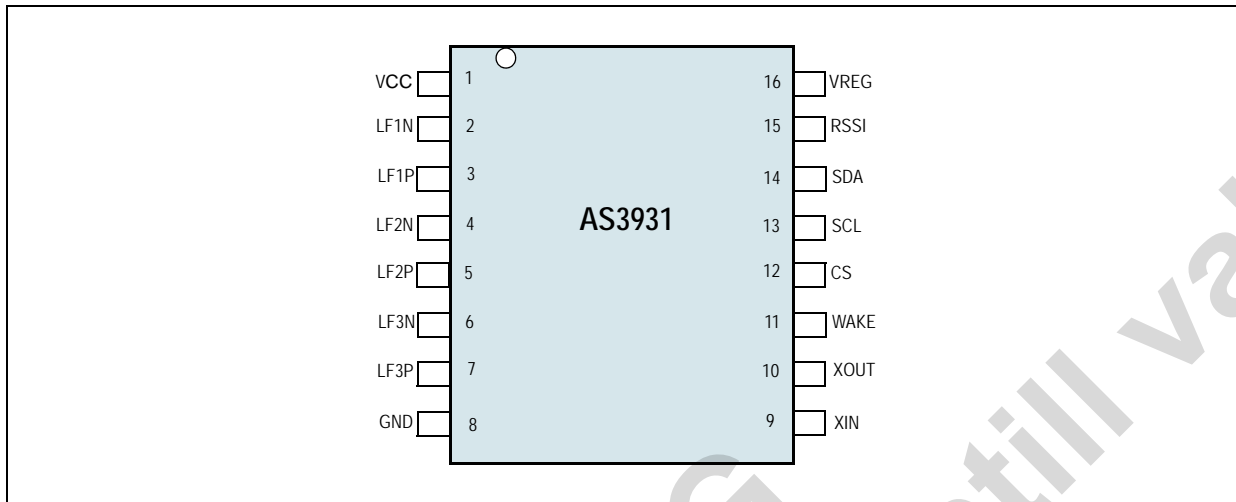 VCC 1 16 VREG
LF1N 2 15 RSSI
LF1P 3 14 SDA
LF2N 4 AS3931 13 SCL
LF2P 5 12 CS
LF3N 6 11 WAKE
LF3P 7 10 XOUT
GND 8 9 XIN
still